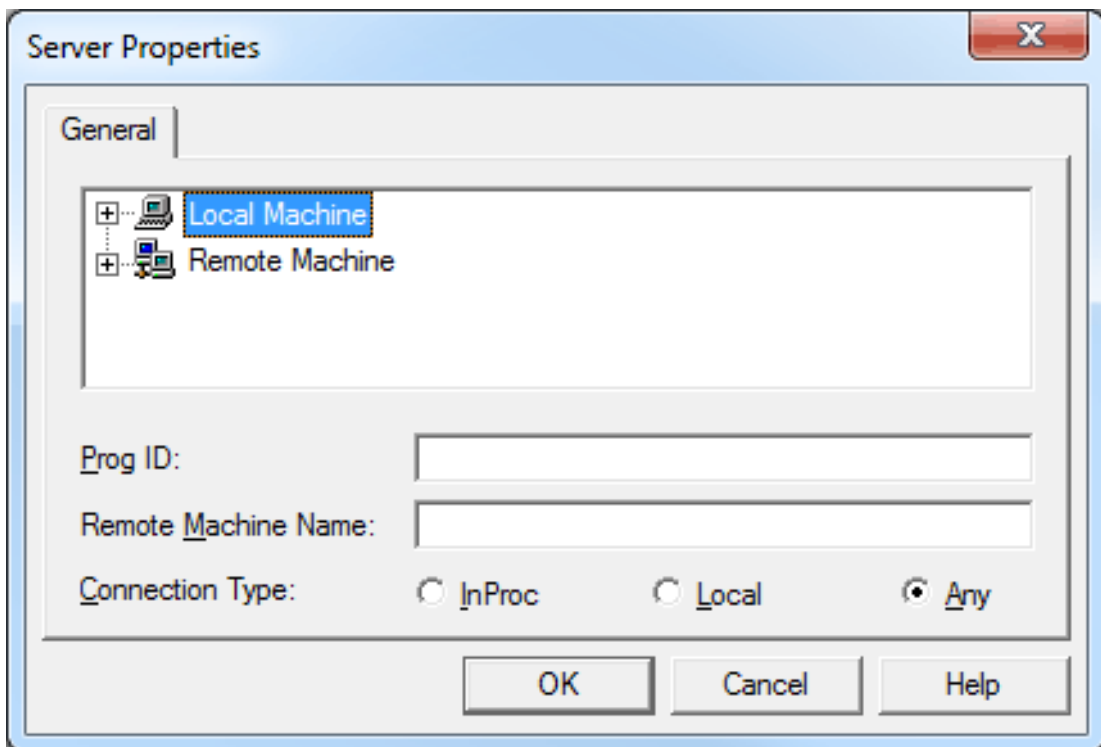 Server Properties
General
Local Machine
Remote Machine
Prog ID:
Remote Machine Name:
Connection Type: InProc Local Any
OK Cancel Help